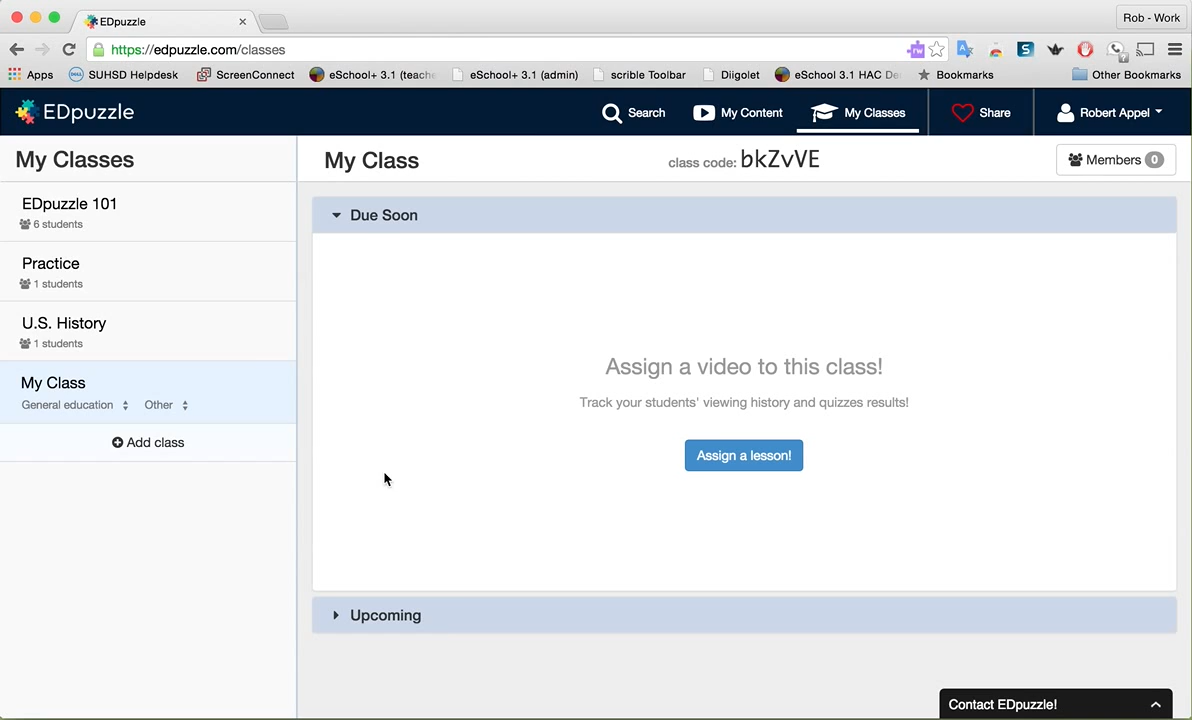 EDpuzzle
Rob - Work
https://edpuzzle.com/classes
Apps SUHSD Helpdesk ScreenConnect eSchool+ 3.1 (teache eSchool+ 3.1 (admin) scrible Toolbar Diigolet eSchool 3.1 HAC De Bookmarks Other Bookmarks
EDpuzzle Search My Content My Classes Share Robert Appel
My Classes
EDpuzzle 101
6 students
Practice
1 students
U.S. History
1 students
My Class
General education Other
Add class
My Class class code: bkZvVE Members 0
Due Soon
Assign a video to this class!
Track your students' viewing history and quizzes results!
Assign a lesson!
Upcoming
Contact EDpuzzle!